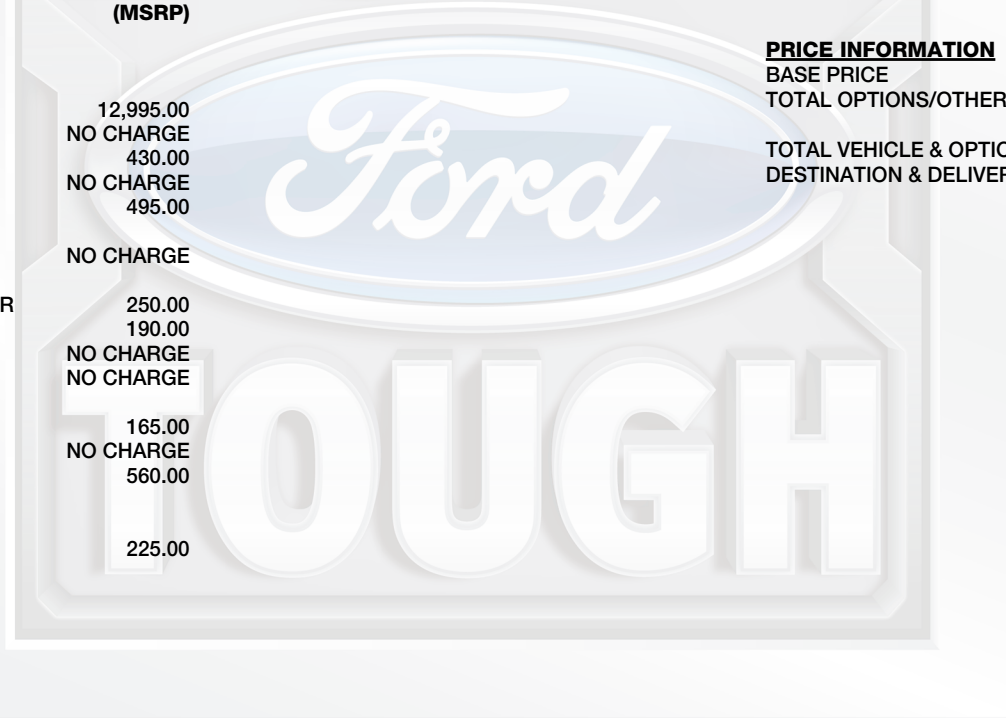 (MSRP)
12,995.00
NO CHARGE
430.00
NO CHARGE
495.00
NO CHARGE
R 250.00
190.00
NO CHARGE
NO CHARGE
165.00
NO CHARGE
560.00
225.00
PRICE INFORMATION
BASE PRICE
TOTAL OPTIONS/OTHER
TOTAL VEHICLE & OPTIO
DESTINATION & DELIVER
Ford
TOUGH